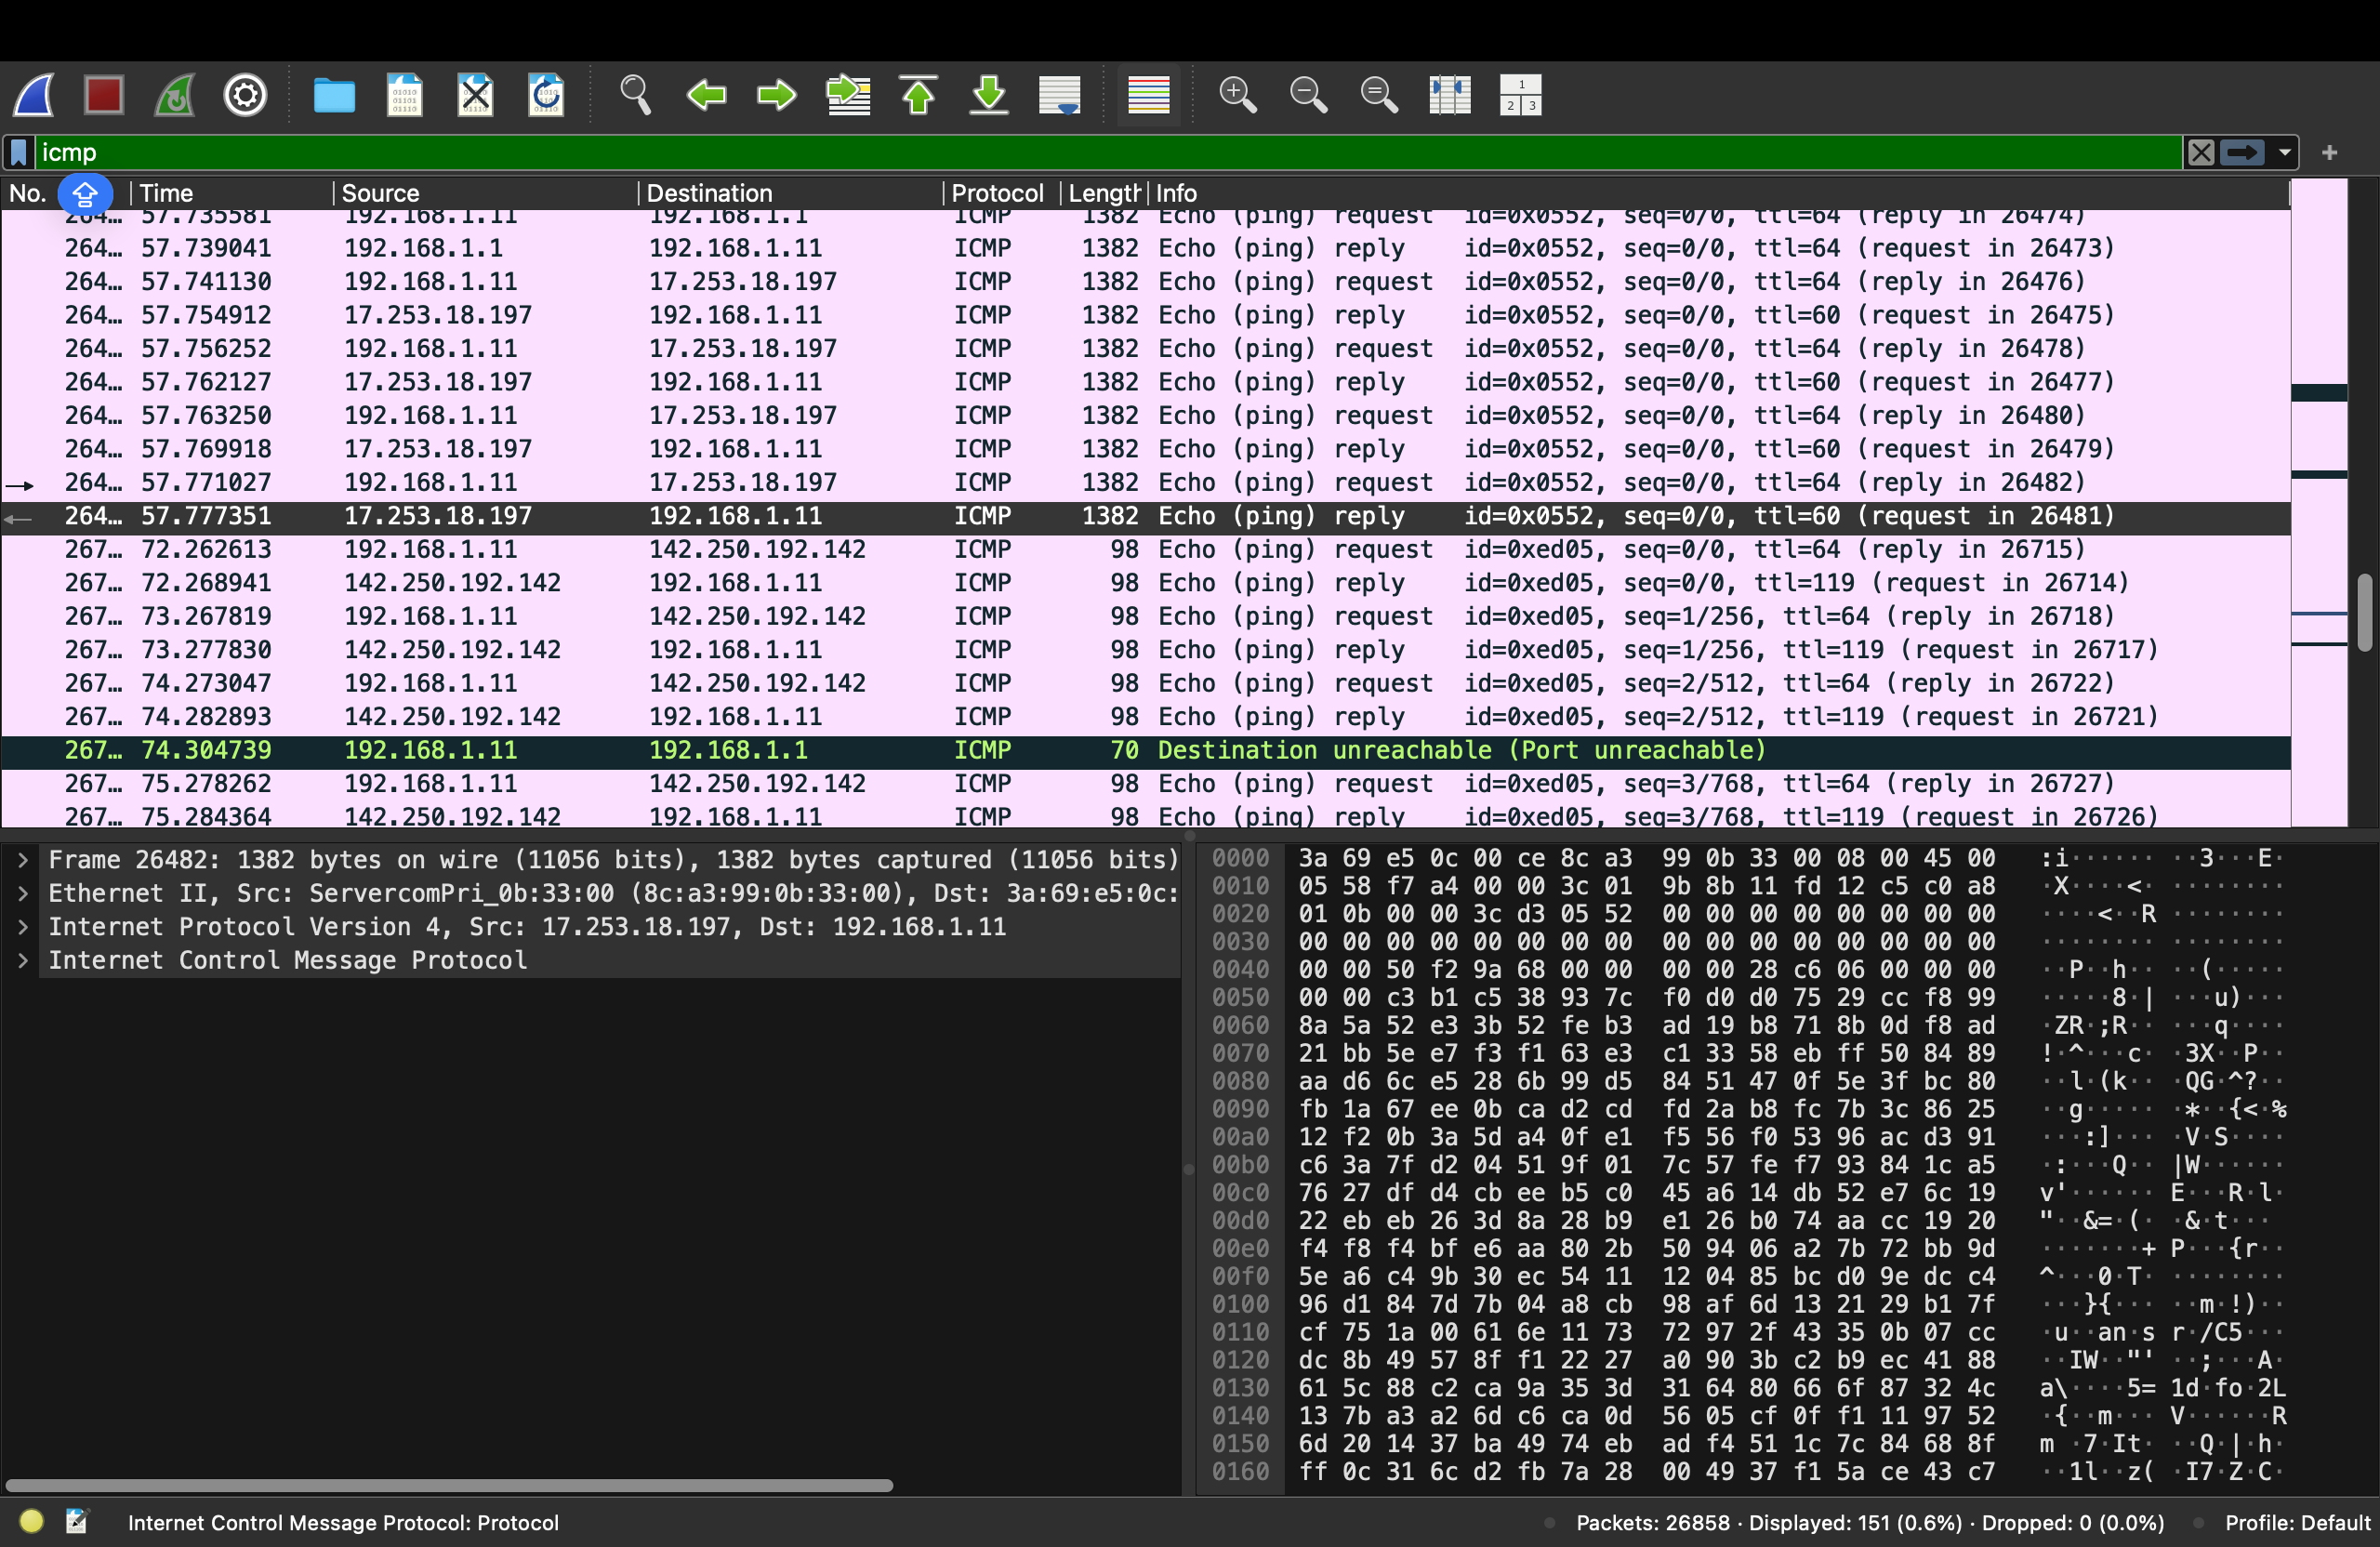 icmp
No. Time Source Destination Protocol Length Info
264… 57.735581 192.168.1.11 192.168.1.1 ICMP 1382 Echo (ping) request id=0x0552, seq=0/0, ttl=64 (reply in 26474)
264… 57.739041 192.168.1.1 192.168.1.11 ICMP 1382 Echo (ping) reply id=0x0552, seq=0/0, ttl=64 (request in 26473)
264… 57.741130 192.168.1.11 17.253.18.197 ICMP 1382 Echo (ping) request id=0x0552, seq=0/0, ttl=64 (reply in 26476)
264… 57.754912 17.253.18.197 192.168.1.11 ICMP 1382 Echo (ping) reply id=0x0552, seq=0/0, ttl=60 (request in 26475)
264… 57.756252 192.168.1.11 17.253.18.197 ICMP 1382 Echo (ping) request id=0x0552, seq=0/0, ttl=64 (reply in 26478)
264… 57.762127 17.253.18.197 192.168.1.11 ICMP 1382 Echo (ping) reply id=0x0552, seq=0/0, ttl=60 (request in 26477)
264… 57.763250 192.168.1.11 17.253.18.197 ICMP 1382 Echo (ping) request id=0x0552, seq=0/0, ttl=64 (reply in 26480)
264… 57.769918 17.253.18.197 192.168.1.11 ICMP 1382 Echo (ping) reply id=0x0552, seq=0/0, ttl=60 (request in 26479)
264… 57.771027 192.168.1.11 17.253.18.197 ICMP 1382 Echo (ping) request id=0x0552, seq=0/0, ttl=64 (reply in 26482)
264… 57.777351 17.253.18.197 192.168.1.11 ICMP 1382 Echo (ping) reply id=0x0552, seq=0/0, ttl=60 (request in 26481)
267… 72.262613 192.168.1.11 142.250.192.142 ICMP 98 Echo (ping) request id=0xed05, seq=0/0, ttl=64 (reply in 26715)
267… 72.268941 142.250.192.142 192.168.1.11 ICMP 98 Echo (ping) reply id=0xed05, seq=0/0, ttl=119 (request in 26714)
267… 73.267819 192.168.1.11 142.250.192.142 ICMP 98 Echo (ping) request id=0xed05, seq=1/256, ttl=64 (reply in 26718)
267… 73.277830 142.250.192.142 192.168.1.11 ICMP 98 Echo (ping) reply id=0xed05, seq=1/256, ttl=119 (request in 26717)
267… 74.273047 192.168.1.11 142.250.192.142 ICMP 98 Echo (ping) request id=0xed05, seq=2/512, ttl=64 (reply in 26722)
267… 74.282893 142.250.192.142 192.168.1.11 ICMP 98 Echo (ping) reply id=0xed05, seq=2/512, ttl=119 (request in 26721)
267… 74.304739 192.168.1.11 192.168.1.1 ICMP 70 Destination unreachable (Port unreachable)
267… 75.278262 192.168.1.11 142.250.192.142 ICMP 98 Echo (ping) request id=0xed05, seq=3/768, ttl=64 (reply in 26727)
267… 75.284364 142.250.192.142 192.168.1.11 ICMP 98 Echo (ping) reply id=0xed05, seq=3/768, ttl=119 (request in 26726)
Frame 26482: 1382 bytes on wire (11056 bits), 1382 bytes captured (11056 bits)
Ethernet II, Src: ServercomPri_0b:33:00 (8c:a3:99:0b:33:00), Dst: 3a:69:e5:0c:
Internet Protocol Version 4, Src: 17.253.18.197, Dst: 192.168.1.11
Internet Control Message Protocol
0000 3a 69 e5 0c 00 ce 8c a3 99 0b 33 00 08 00 45 00 :i······ ··3···E·
0010 05 58 f7 a4 00 00 3c 01 9b 8b 11 fd 12 c5 c0 a8 ·X····<· ········
0020 01 0b 00 00 3c d3 05 52 00 00 00 00 00 00 00 00 ····<··R ········
0030 00 00 00 00 00 00 00 00 00 00 00 00 00 00 00 00 ········ ········
0040 00 00 50 f2 9a 68 00 00 00 00 28 c6 06 00 00 00 ··P··h·· ··(·····
0050 00 00 c3 b1 c5 38 93 7c f0 d0 d0 75 29 cc f8 99 ·····8·| ···u)···
0060 8a 5a 52 e3 3b 52 fe b3 ad 19 b8 71 8b 0d f8 ad ·ZR·;R·· ···q····
0070 21 bb 5e e7 f3 f1 63 e3 c1 33 58 eb ff 50 84 89 !·^···c· ·3X··P··
0080 aa d6 6c e5 28 6b 99 d5 84 51 47 0f 5e 3f bc 80 ··l·(k·· ·QG·^?··
0090 fb 1a 67 ee 0b ca d2 cd fd 2a b8 fc 7b 3c 86 25 ··g····· ·*··{<·%
00a0 12 f2 0b 3a 5d a4 0f e1 f5 56 f0 53 96 ac d3 91 ···:]··· ·V·S····
00b0 c6 3a 7f d2 04 51 9f 01 7c 57 fe f7 93 84 1c a5 ·:···Q·· |W······
00c0 76 27 df d4 cb ee b5 c0 45 a6 14 db 52 e7 6c 19 v'······ E···R·l·
00d0 22 eb eb 26 3d 8a 28 b9 e1 26 b0 74 aa cc 19 20 "··&=·(· ·&·t···
00e0 f4 f8 f4 bf e6 aa 80 2b 50 94 06 a2 7b 72 bb 9d ·······+ P···{r··
00f0 5e a6 c4 9b 30 ec 54 11 12 04 85 bc d0 9e dc c4 ^···0·T· ········
0100 96 d1 84 7d 7b 04 a8 cb 98 af 6d 13 21 29 b1 7f ···}{··· ··m·!)··
0110 cf 75 1a 00 61 6e 11 73 72 97 2f 43 35 0b 07 cc ·u··an·s r·/C5···
0120 dc 8b 49 57 8f f1 22 27 a0 90 3b c2 b9 ec 41 88 ··IW··"' ··;···A·
0130 61 5c 88 c2 ca 9a 35 3d 31 64 80 66 6f 87 32 4c a\····5= 1d·fo·2L
0140 13 7b a3 a2 6d c6 ca 0d 56 05 cf 0f f1 11 97 52 ·{··m··· V······R
0150 6d 20 14 37 ba 49 74 eb ad f4 51 1c 7c 84 68 8f m ·7·It· ··Q·|·h·
0160 ff 0c 31 6c d2 fb 7a 28 00 49 37 f1 5a ce 43 c7 ··1l··z( ·I7·Z·C·
Internet Control Message Protocol: Protocol Packets: 26858 · Displayed: 151 (0.6%) · Dropped: 0 (0.0%) Profile: Default